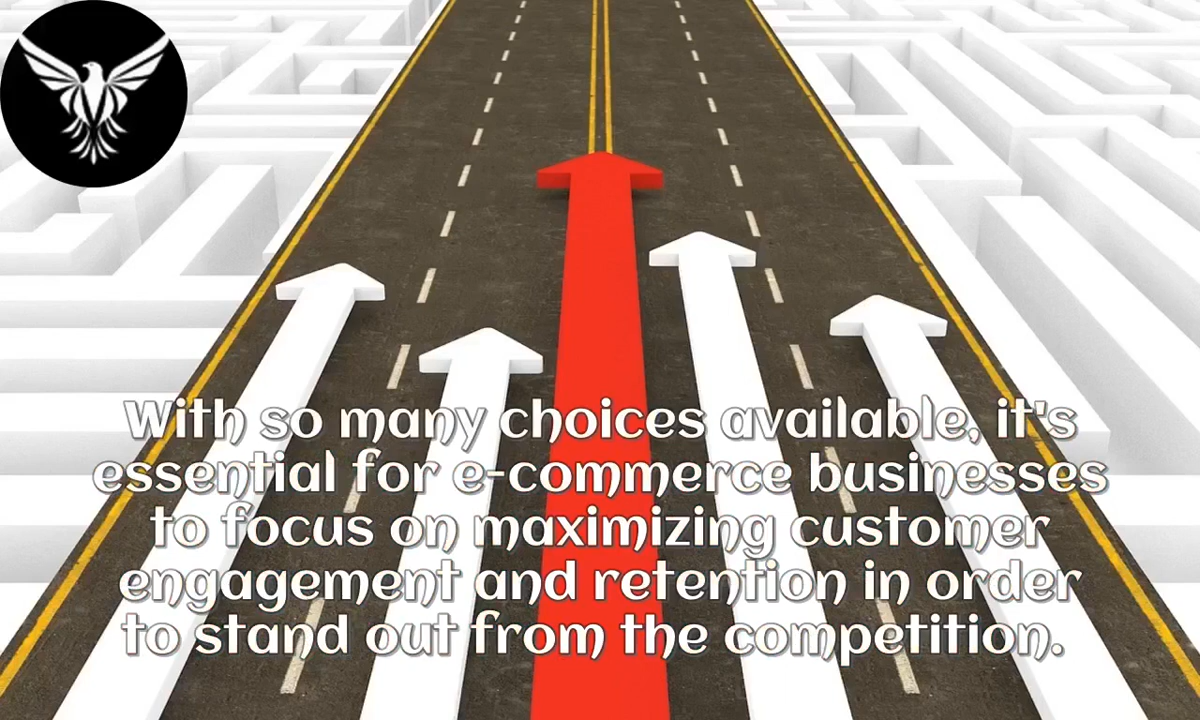 With so many choices available, it's
essential for e-commerce businesses
to focus on maximizing customer
engagement and retention in order
to stand out from the competition.